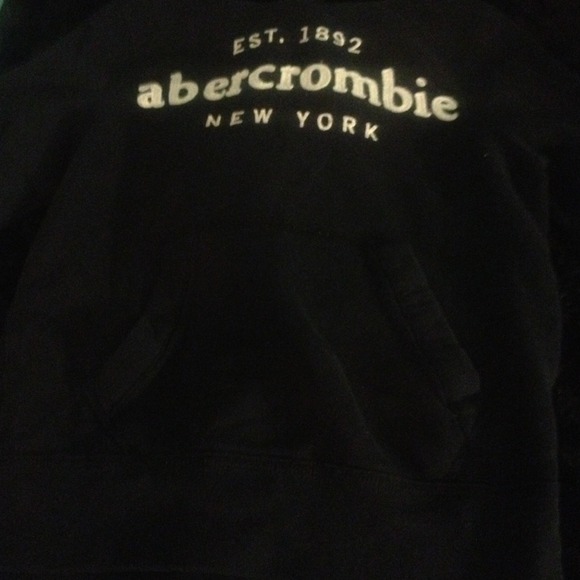 EST. 1892
abercrombie
NEW YORK